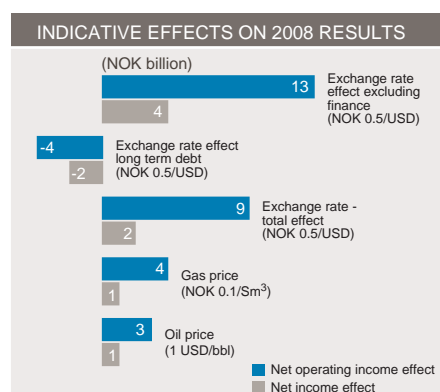 INDICATIVE EFFECTS ON 2008 RESULTS
(NOK billion)
13
4
Exchange rate
effect excluding
finance
(NOK 0.5/USD)
-4
-2
Exchange rate effect
long term debt
(NOK 0.5/USD)
9
2
Exchange rate -
total effect
(NOK 0.5/USD)
4
1
Gas price
(NOK 0.1/Sm³)
3
1
Oil price
(1 USD/bbl)
Net operating income effect
Net income effect